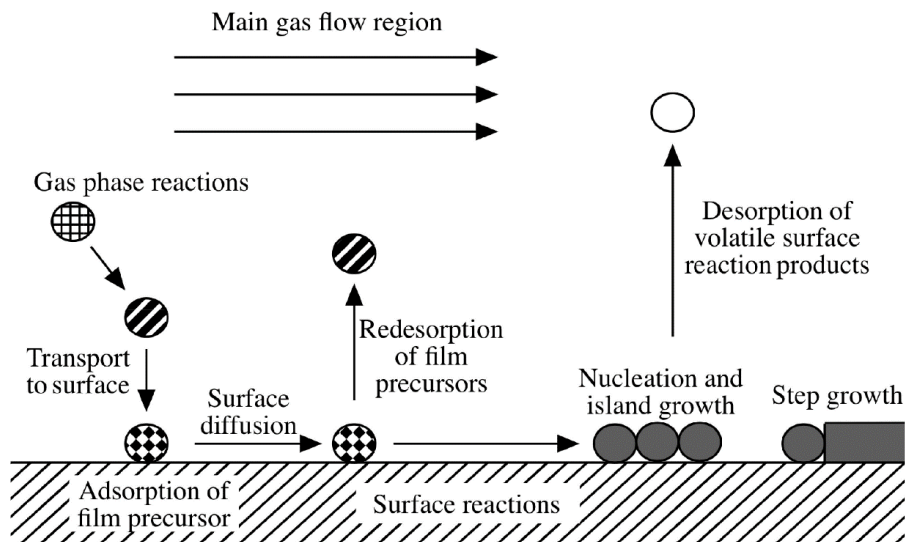 Main gas flow region
Gas phase reactions
Transport
to surface
Surface
diffusion
Redesorption
of film
precursors
Desorption of
volatile surface
reaction products
Nucleation and
island growth
Step growth
Adsorption of
film precursor
Surface reactions